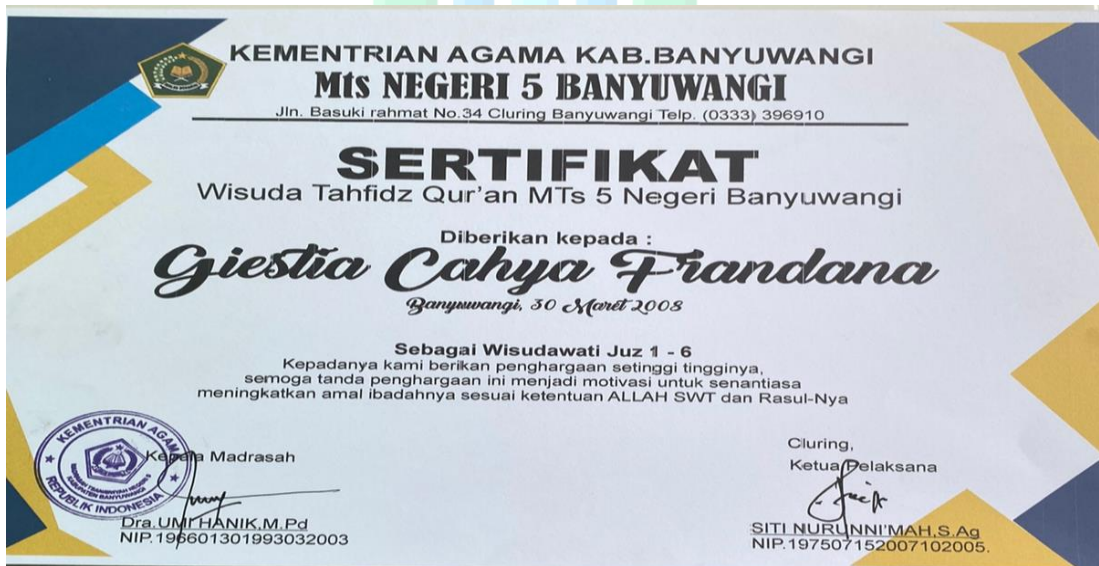 KEMENTRIAN AGAMA KAB.BANYUWANGI
Mts NEGERI 5 BANYUWANGI
Jln. Basuki rahmat No.34 Cluring Banyuwangi Telp. (0333) 396910
SERTIFIKAT
Wisuda Tahfidz Qur'an MTs 5 Negeri Banyuwangi
Diberikan kepada :
Giestia Cahya Frandana
Banyuwangi, 30 Maret 2008
Sebagai Wisudawati Juz 1 - 6
Kepadanya kami berikan penghargaan setinggi tingginya,
semoga tanda penghargaan ini menjadi motivasi untuk senantiasa
meningkatkan amal ibadahnya sesuai ketentuan ALLAH SWT dan Rasul-Nya
KEMENTRIAN AGAMA
REPUBLIK INDONESIA
Kepala Madrasah
Dra.UMI HANIK,M.Pd
NIP.196601301993032003
Cluring,
Ketua Pelaksana
SITI NURUNNI'MAH,S.Ag
NIP.197507152007102005.